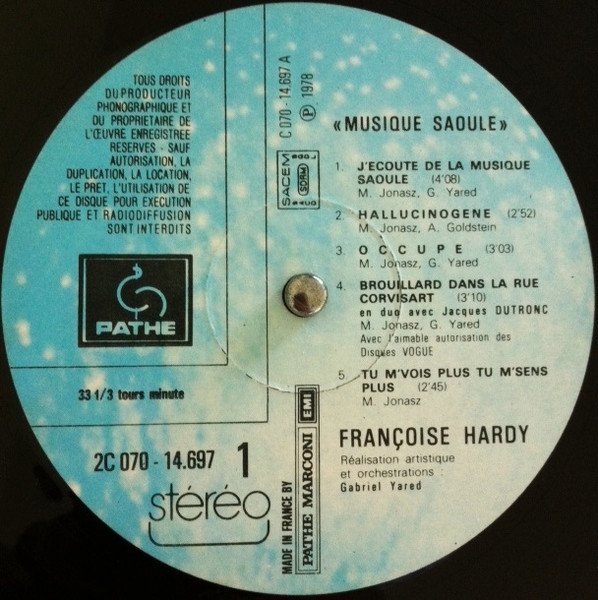 TOUS DROITS
DU PRODUCTEUR
PHONOGRAPHIQUE ET
DU PROPRIETAIRE DE
L'ŒUVRE ENREGISTREE
RESERVES - SAUF
AUTORISATION, LA
DUPLICATION, LA LOCATION,
LE PRET, L'UTILISATION DE
CE DISQUE POUR EXECUTION
PUBLIQUE ET RADIODIFFUSION
SONT INTERDITS
PATHE
33 1/3 tours minute
2C 070 - 14.697 1
stéréo
MADE IN FRANCE BY
PATHE MARCONI EMI
C 070 - 14.697 A
Ⓟ 1978
SACEM
SDRM
«MUSIQUE SAOULE»
1. J'ECOUTE DE LA MUSIQUE
SAOULE (4'08)
M. Jonasz, G. Yared
2. HALLUCINOGENE (2'52)
M. Jonasz, A. Goldstein
3. OCCUPE (3'03)
M. Jonasz, G. Yared
4. BROUILLARD DANS LA RUE
CORVISART (3'10)
en duo avec Jacques DUTRONC
M. Jonasz, G. Yared
Avec l'aimable autorisation des
Disques VOGUE
5. TU M'VOIS PLUS TU M'SENS
PLUS (2'45)
M. Jonasz
FRANÇOISE HARDY
Réalisation artistique
et orchestrations :
Gabriel Yared